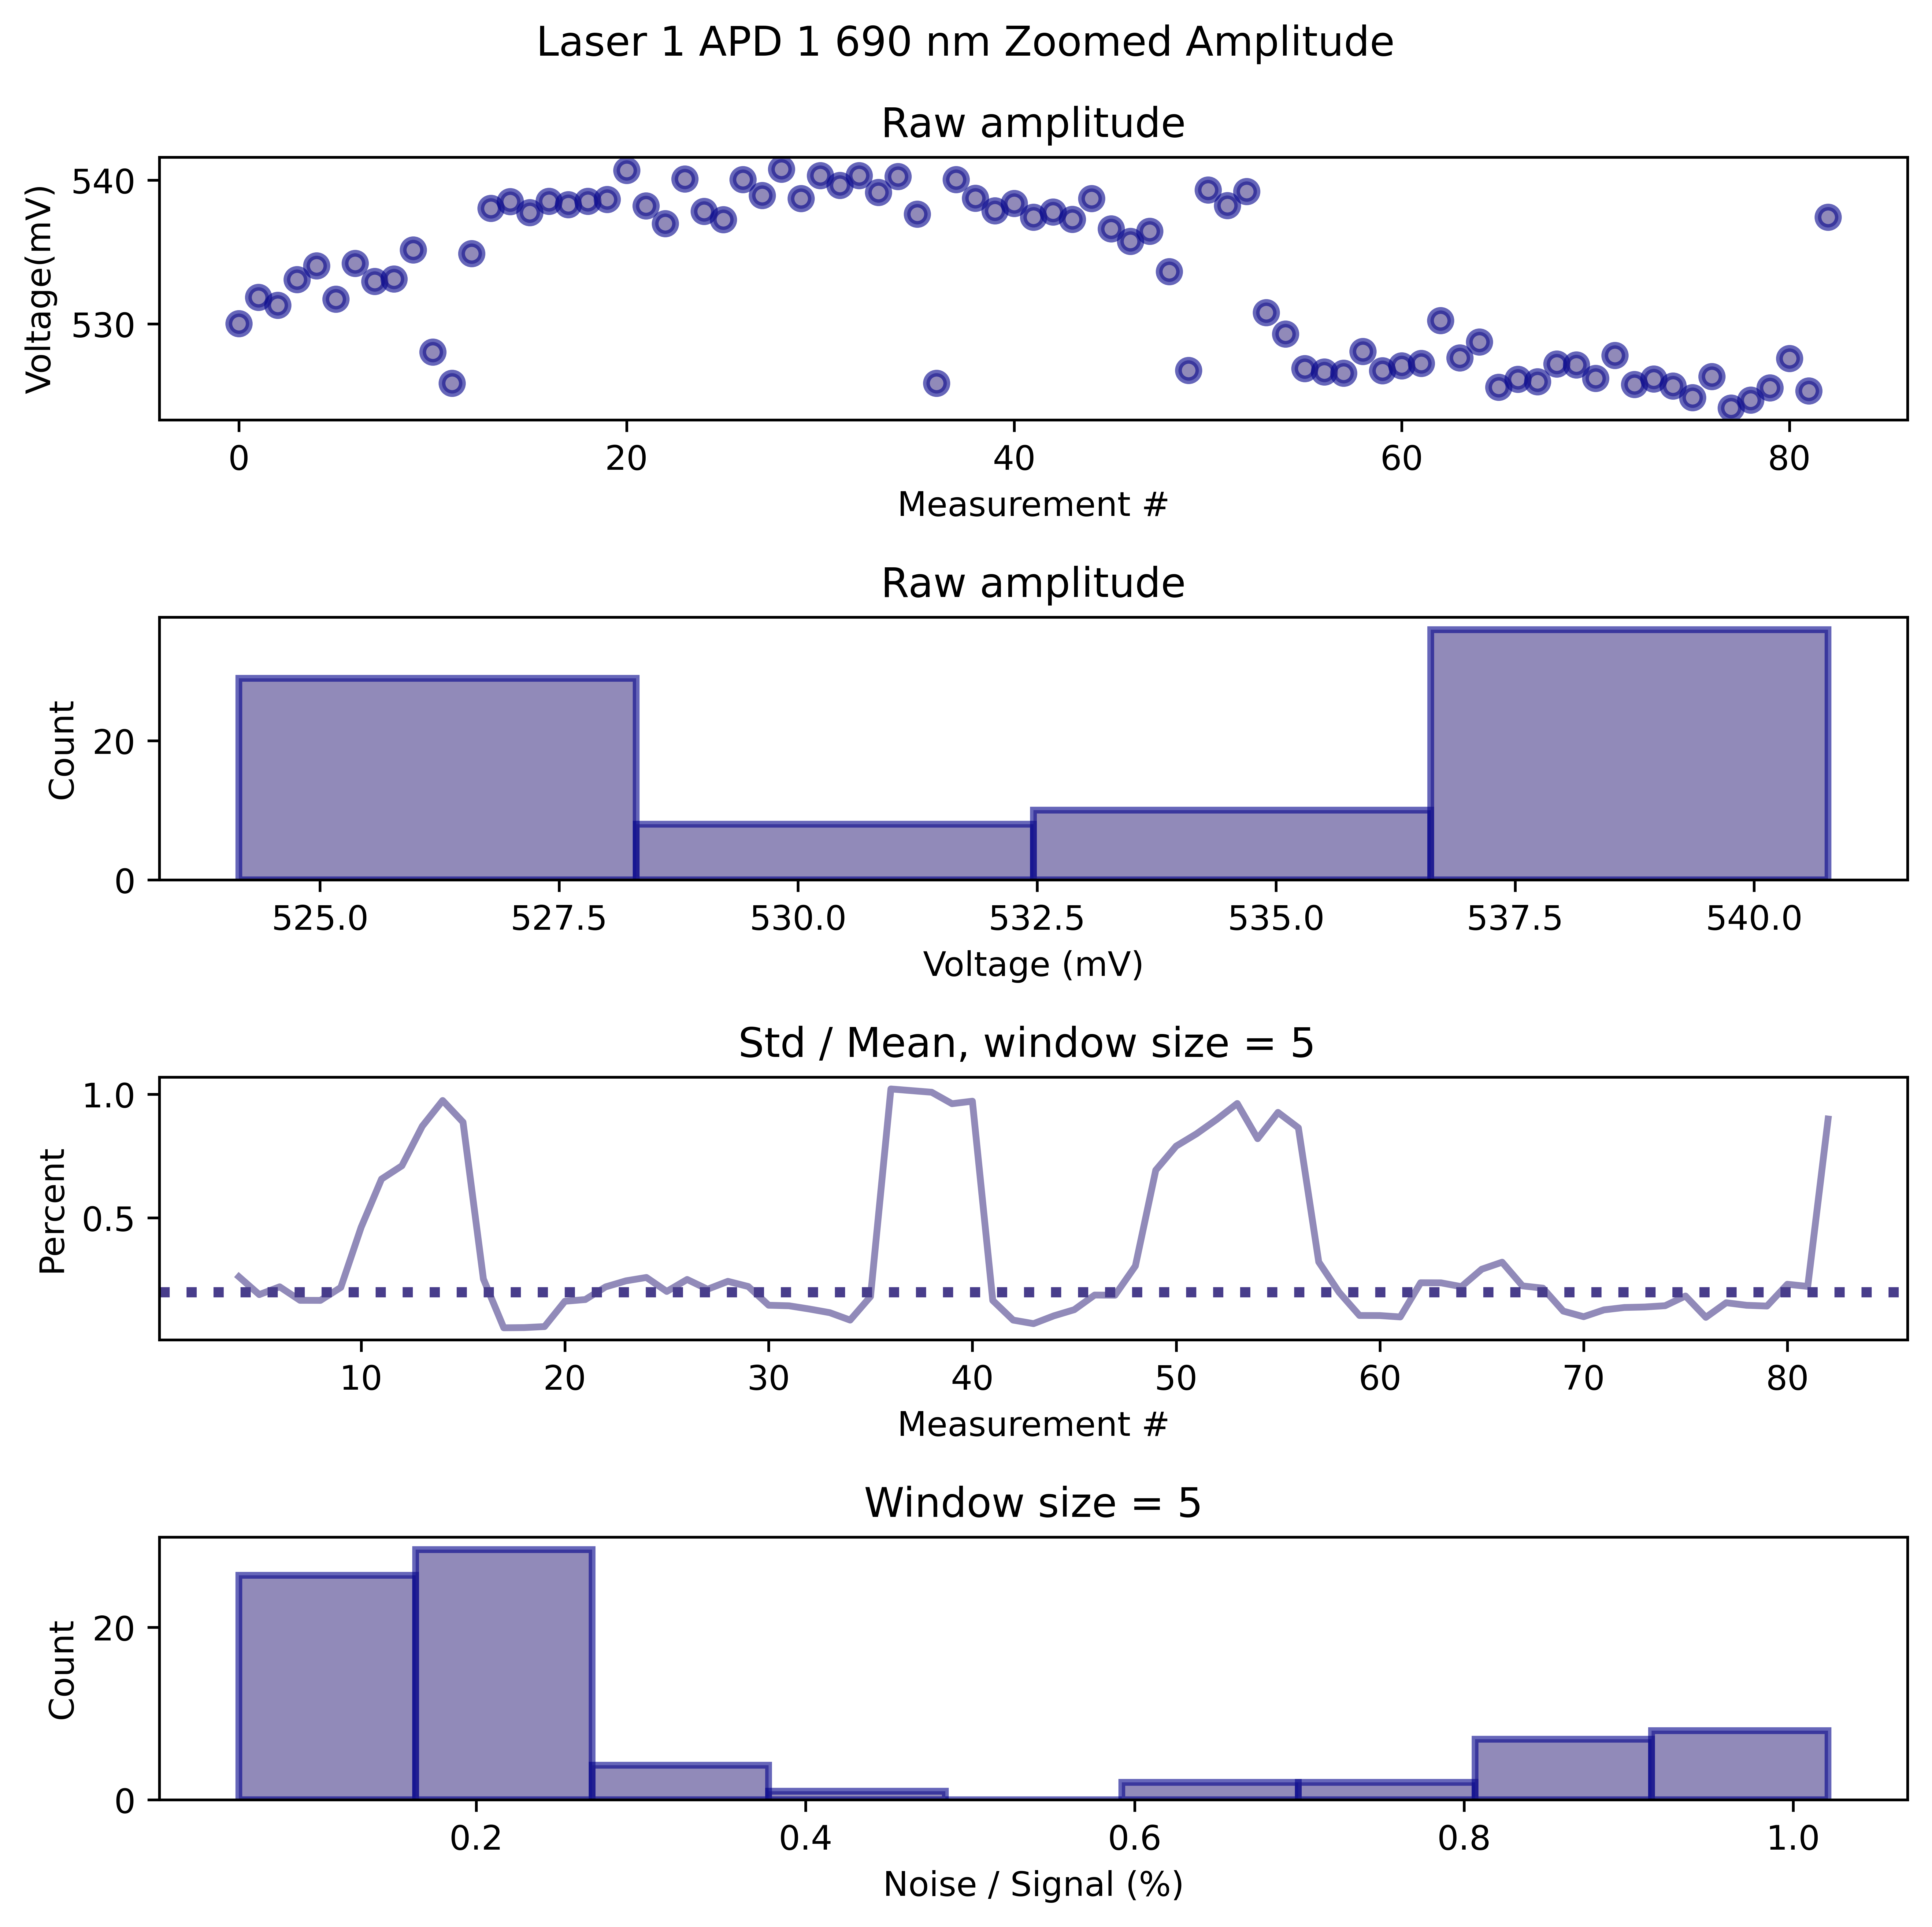 Laser 1 APD 1 690 nm Zoomed Amplitude
Raw amplitude
Voltage(mV)
540
530
0 20 40 60 80
Measurement #
Raw amplitude
Count
20
0
525.0 527.5 530.0 532.5 535.0 537.5 540.0
Voltage (mV)
Std / Mean, window size = 5
Percent
1.0
0.5
10 20 30 40 50 60 70 80
Measurement #
Window size = 5
Count
20
0
0.2 0.4 0.6 0.8 1.0
Noise / Signal (%)